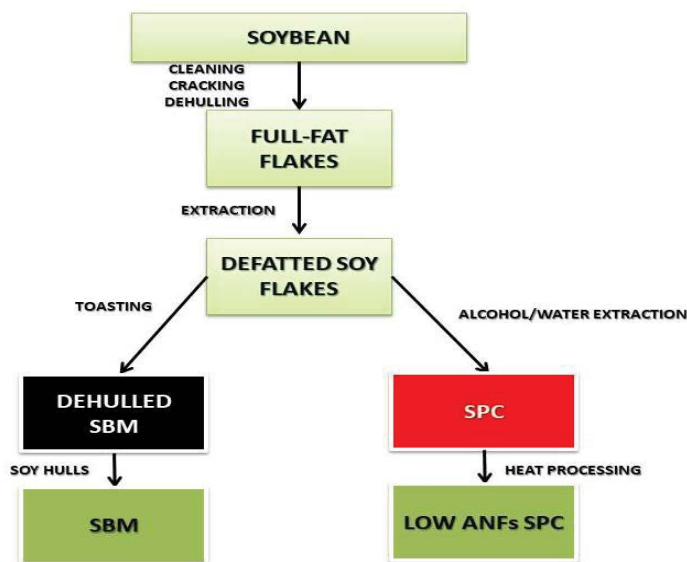 SOYBEAN
CLEANING
CRACKING
DEHULLING
FULL-FAT
FLAKES
EXTRACTION
DEFATTED SOY
FLAKES
TOASTING
ALCOHOL/WATER EXTRACTION
DEHULLED
SBM
SPC
SOY HULLS
HEAT PROCESSING
SBM
LOW ANFs SPC